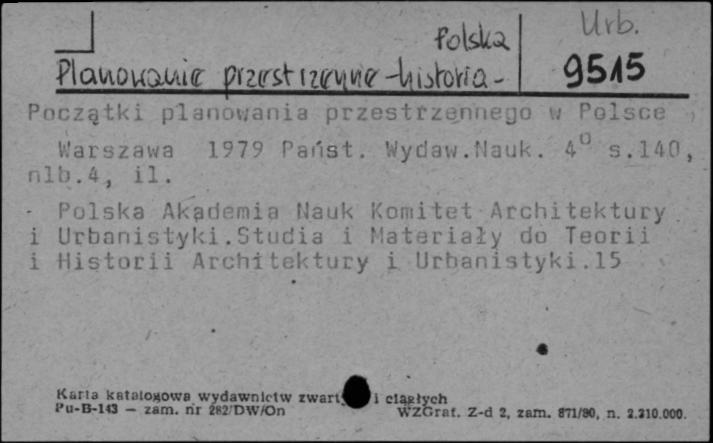 Polska
Urb.
Planowanie przestrzenne -historia-
9515
Początki planowania przestrzennego w Polsce
Warszawa 1979 Państ. Wydaw.Nauk. 4° s.140,
nlb.4, il.
- Polska Akademia Nauk Komitet Architektury
i Urbanistyki.Studia i Materiały do Teorii
i Historii Architektury i Urbanistyki.15
Karta katalogowa wydawnictw zwart i ciągłych
Pu-B-143 — zam. nr 282/DW/On WZGraf. Z-d 2, zam. 871/80, n. 2.210.000.